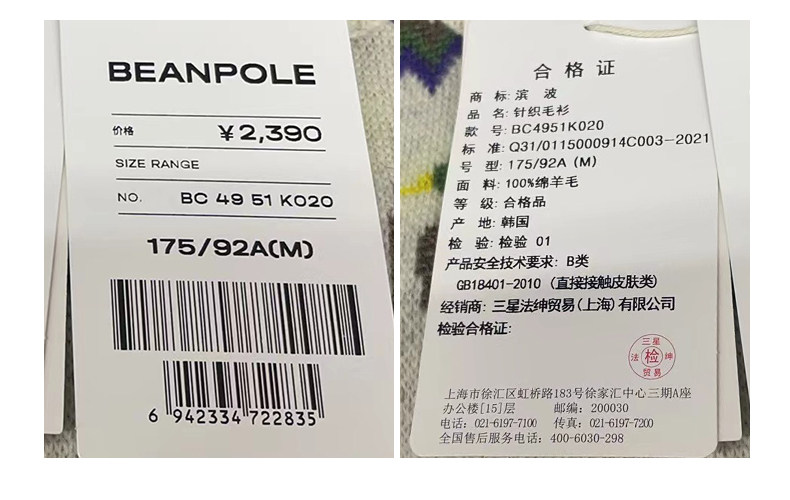 BEANPOLE
价格 ¥2,390
SIZE RANGE
NO. BC 49 51 K020
175/92A(M)
6 942334 722835
合格证
商 标: 滨 波
品 名: 针织毛衫
款 号: BC4951K020
标 准: Q31/0115000914C003-2021
号 型: 175/92A (M)
面 料: 100%绵羊毛
等 级: 合格品
产 地: 韩国
检 验: 检验 01
产品安全技术要求: B类
GB18401-2010 (直接接触皮肤类)
经销商: 三星法绅贸易(上海)有限公司
检验合格证:
三星
法 检 绅
贸易
上海市徐汇区虹桥路183号徐家汇中心三期A座
办公楼[15]层 邮编: 200030
电话: 021-6197-7100 传真: 021-6197-7200
全国售后服务电话: 400-6030-298